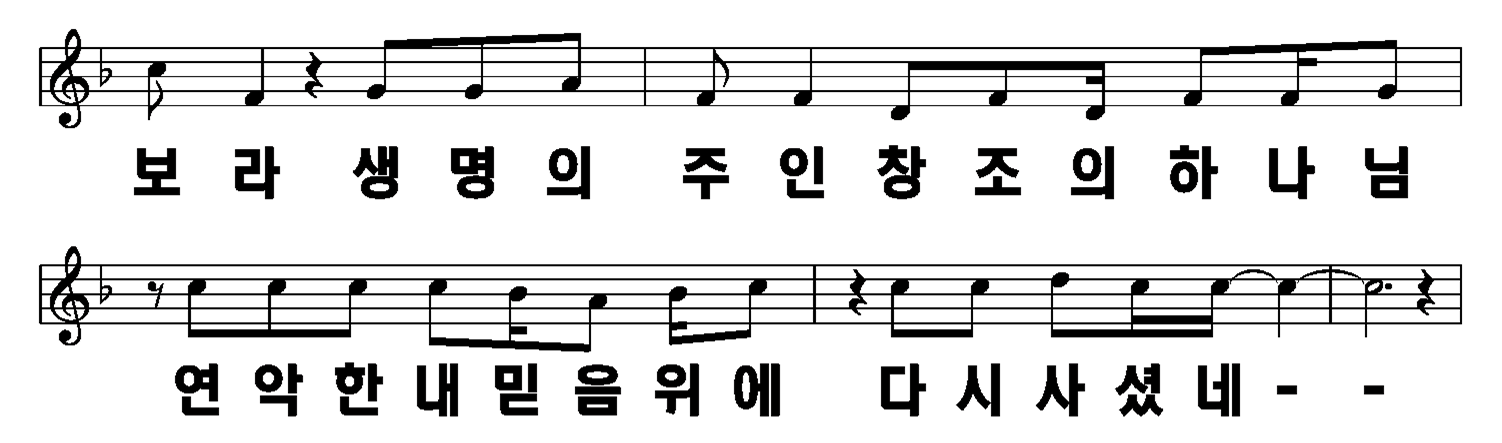 보라 생명의 주인 창조의 하나님
연약한 내 믿음 위에 다시 사셨네 - -